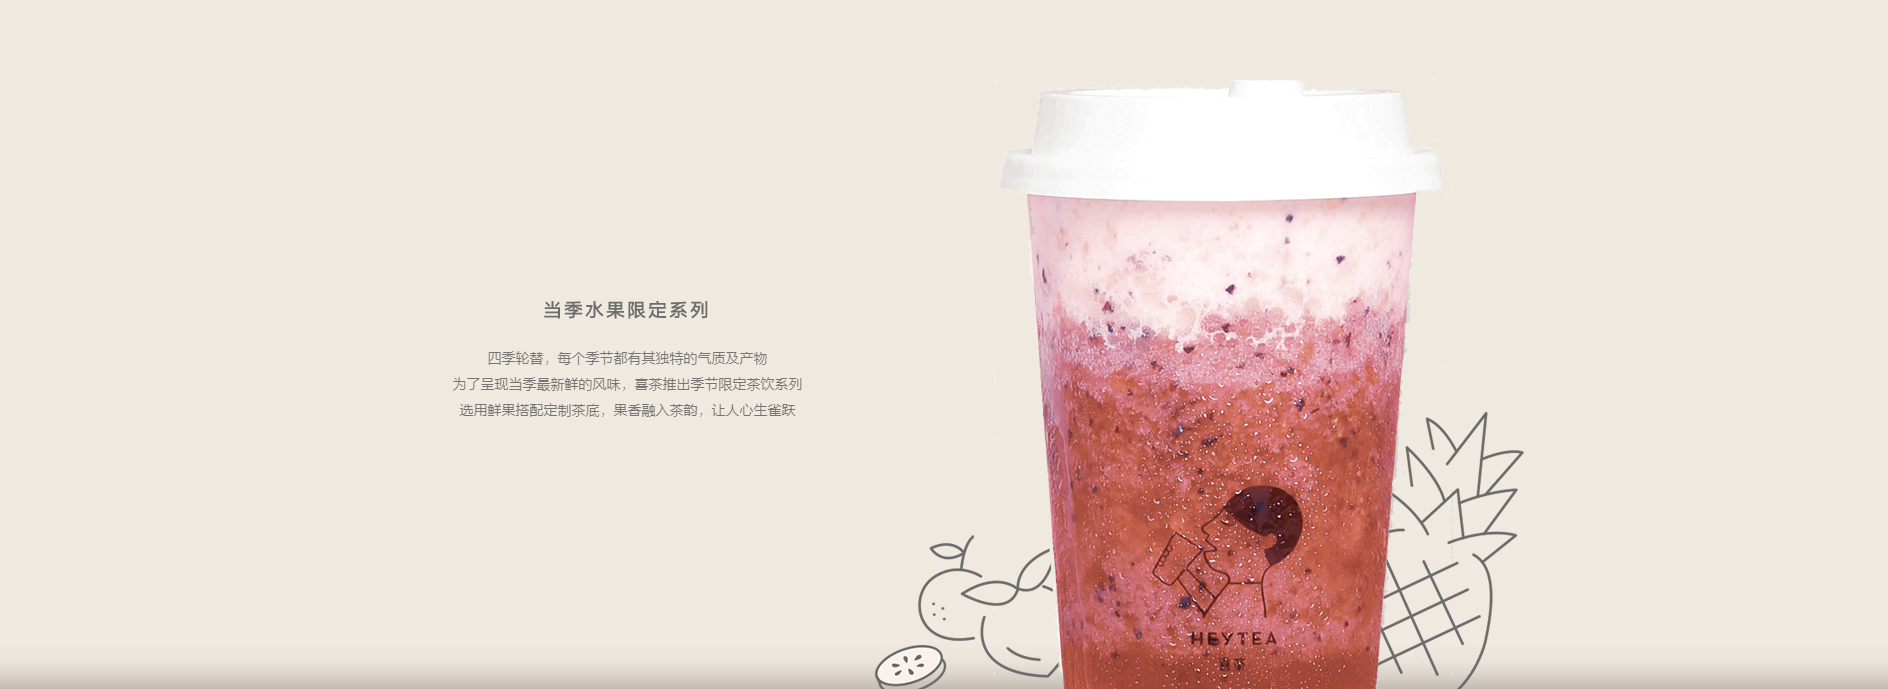 当季水果限定系列
四季轮替，每个季节都有其独特的气质及产物
为了呈现当季最新鲜的风味，喜茶推出季节限定茶饮系列
选用鲜果搭配定制茶底，果香融入茶韵，让人心生雀跃
HEYTEA
喜茶